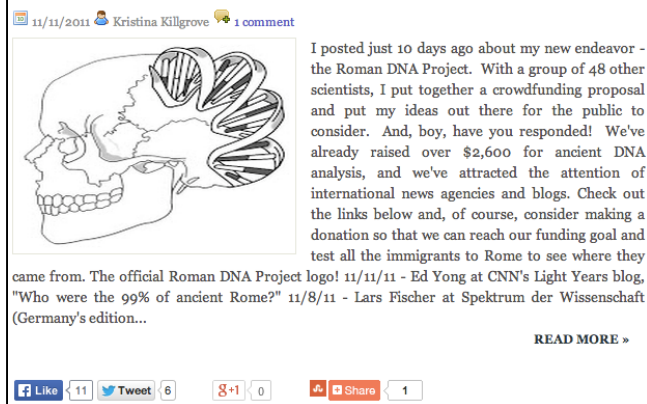 11/11/2011 Kristina Killgrove 1 comment
I posted just 10 days ago about my new endeavor -
the Roman DNA Project. With a group of 48 other
scientists, I put together a crowdfunding proposal
and put my ideas out there for the public to
consider. And, boy, have you responded! We've
already raised over $2,600 for ancient DNA
analysis, and we've attracted the attention of
international news agencies and blogs. Check out
the links below and, of course, consider making a
donation so that we can reach our funding goal and
test all the immigrants to Rome to see where they
came from. The official Roman DNA Project logo! 11/11/11 - Ed Yong at CNN's Light Years blog,
"Who were the 99% of ancient Rome?" 11/8/11 - Lars Fischer at Spektrum der Wissenschaft
(Germany's edition...
READ MORE »
Like 11 Tweet 6 g+1 0 Share 1